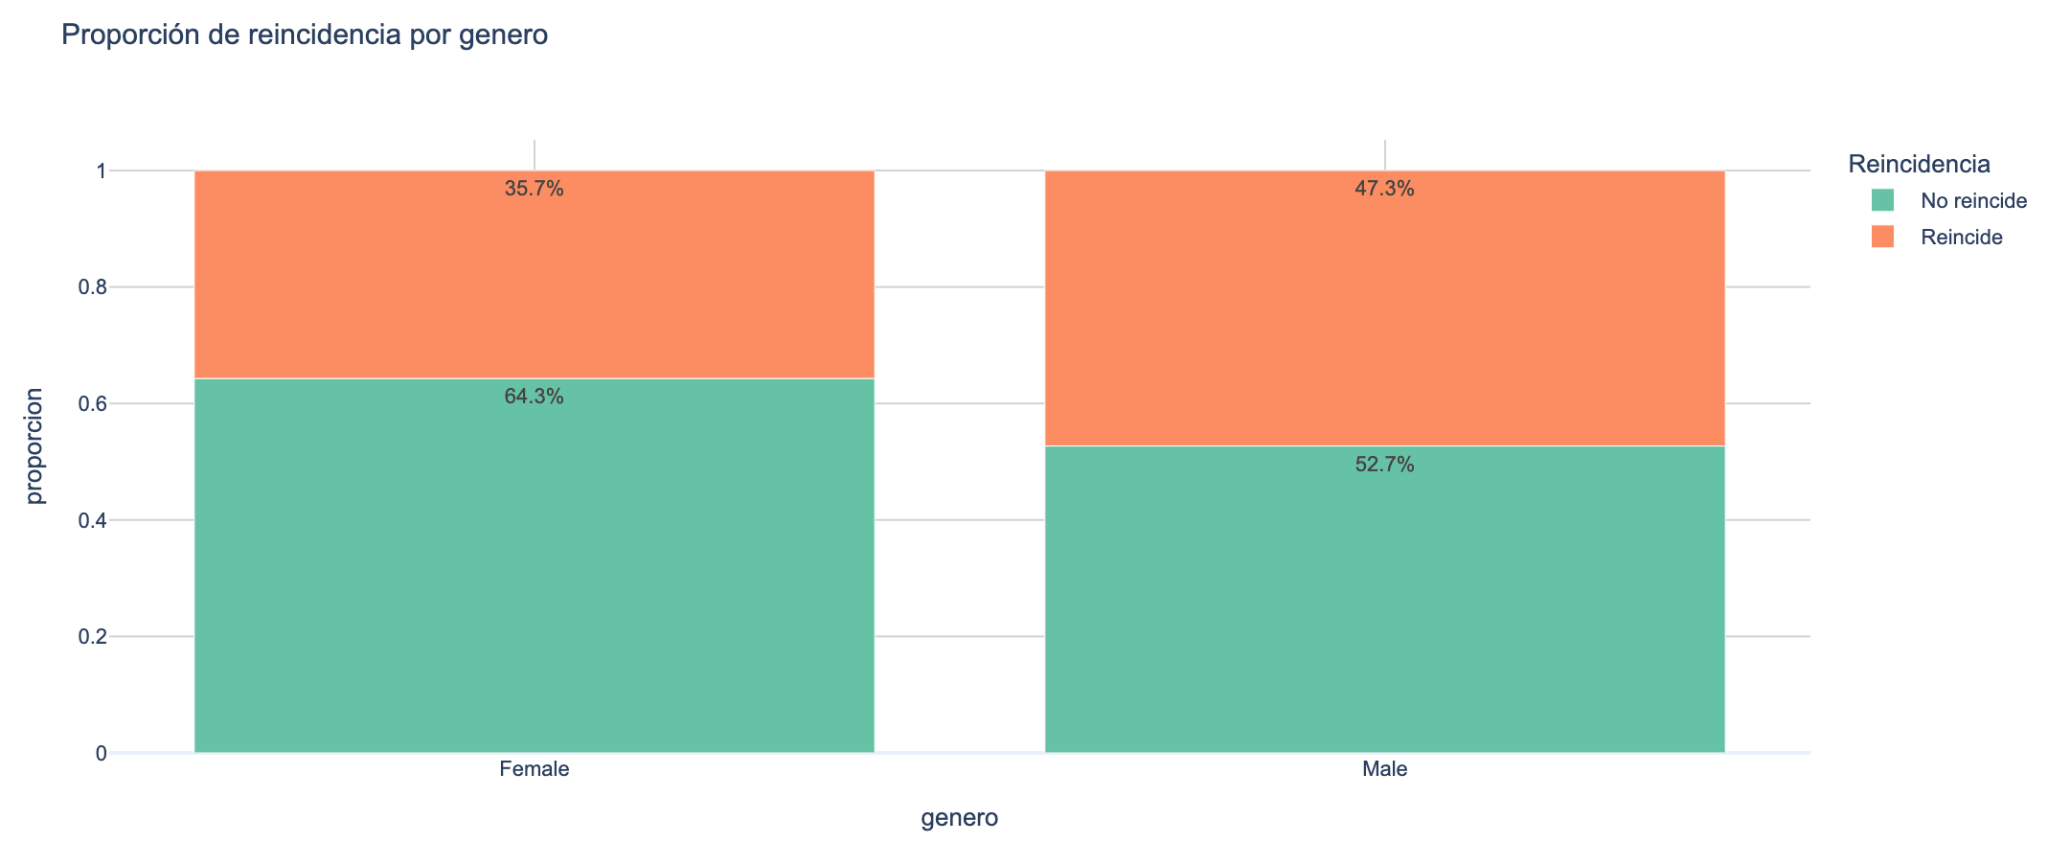 Proporción de reincidencia por genero
Reincidencia
No reincide
Reincide
proporcion
1
0.8
0.6
0.4
0.2
0
35.7%
64.3%
47.3%
52.7%
Female
Male
genero